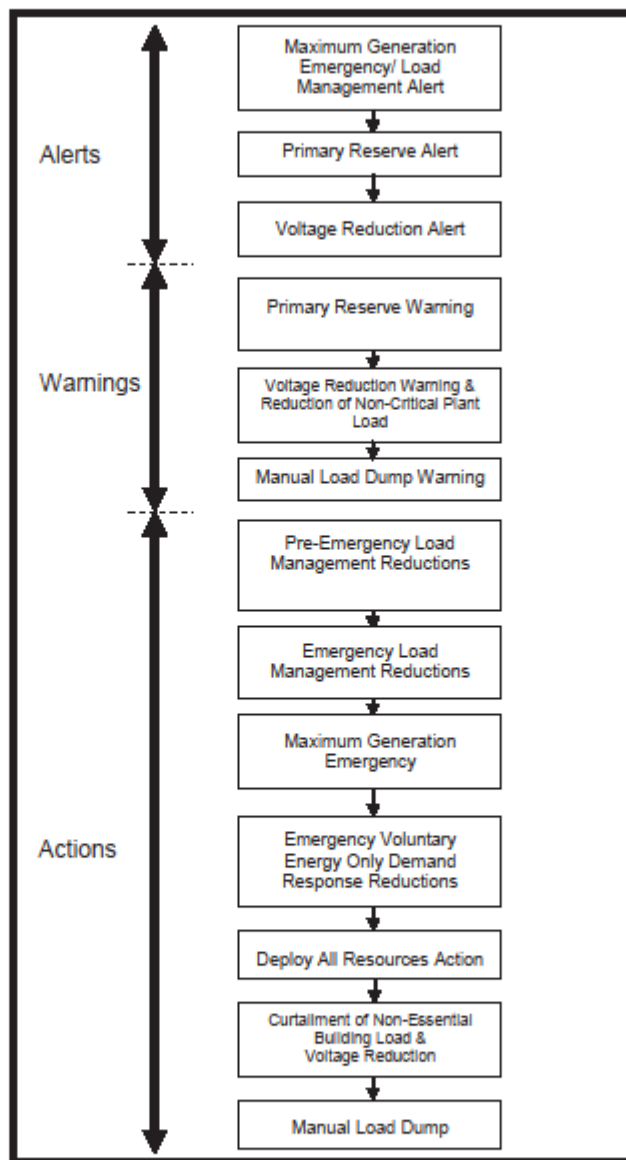 Alerts
Maximum Generation
Emergency/ Load
Management Alert
Primary Reserve Alert
Voltage Reduction Alert
Warnings
Primary Reserve Warning
Voltage Reduction Warning &
Reduction of Non-Critical Plant
Load
Manual Load Dump Warning
Actions
Pre-Emergency Load
Management Reductions
Emergency Load
Management Reductions
Maximum Generation
Emergency
Emergency Voluntary
Energy Only Demand
Response Reductions
Deploy All Resources Action
Curtailment of Non-Essential
Building Load &
Voltage Reduction
Manual Load Dump